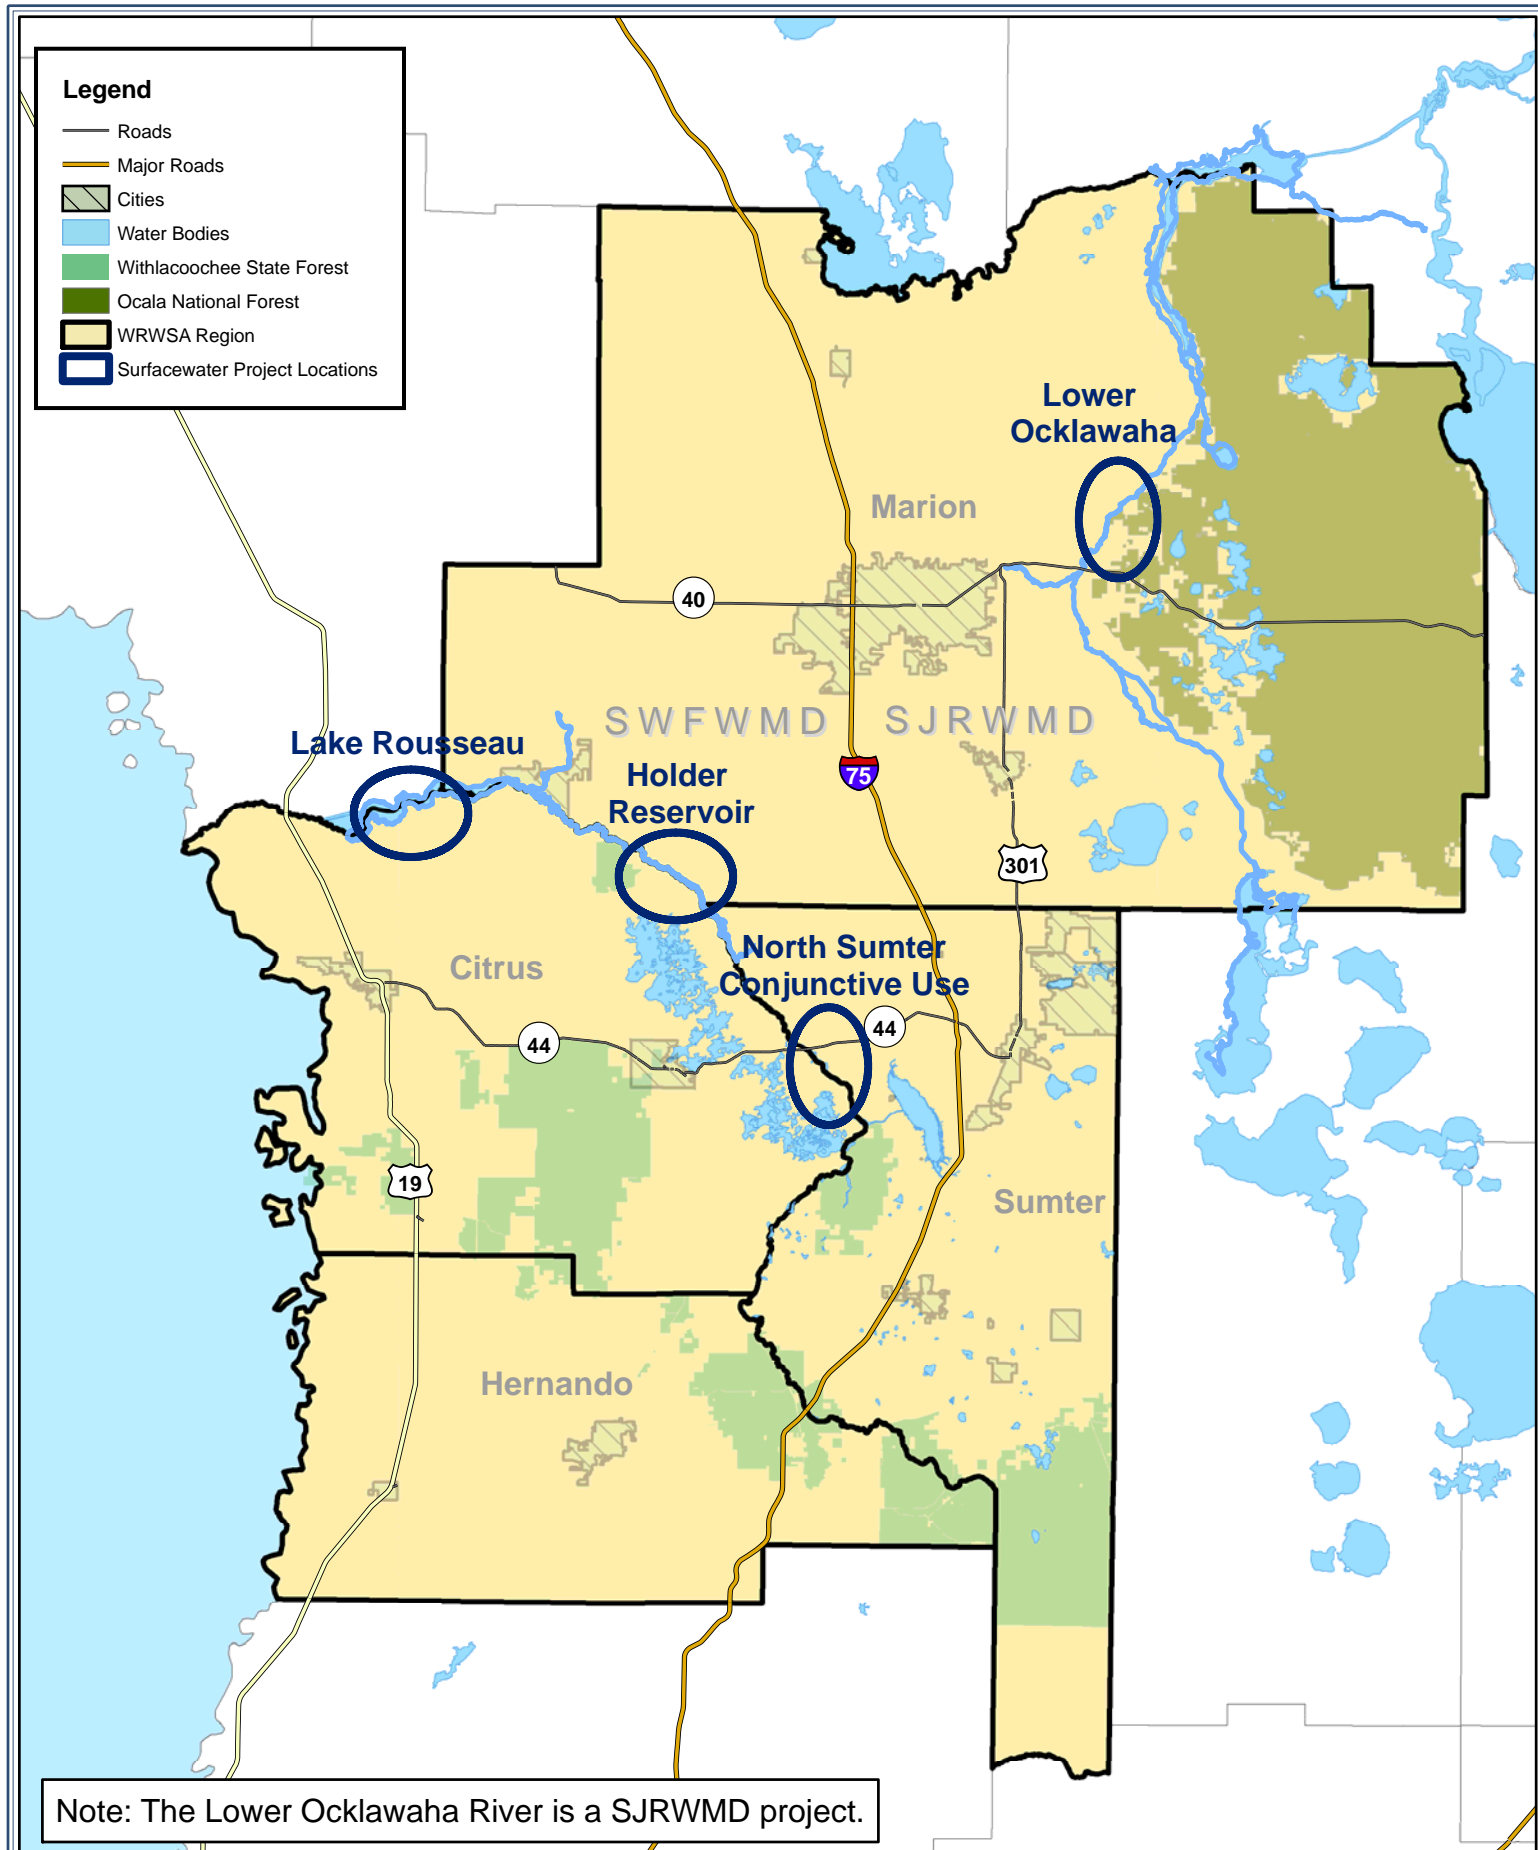 Legend
Roads
Major Roads
Cities
Water Bodies
Withlacoochee State Forest
Ocala National Forest
WRWSA Region
Surfacewater Project Locations
Lower
Ocklawaha
Marion
40
SWFWMD
SJRWMD
Lake Rousseau
Holder
Reservoir
75
301
North Sumter
Conjunctive Use
Citrus
44
44
19
Sumter
Hernando
Note: The Lower Ocklawaha River is a SJRWMD project.